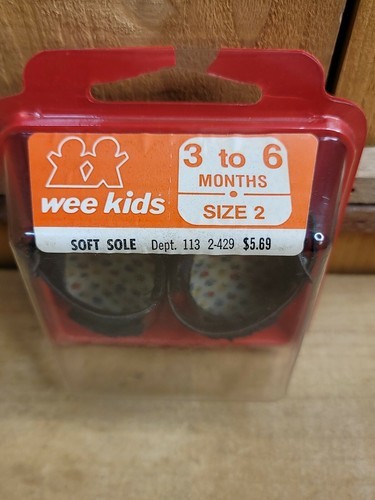 wee kids
3 to 6
MONTHS
SIZE 2
SOFT SOLE Dept. 113 2-429 $5.69